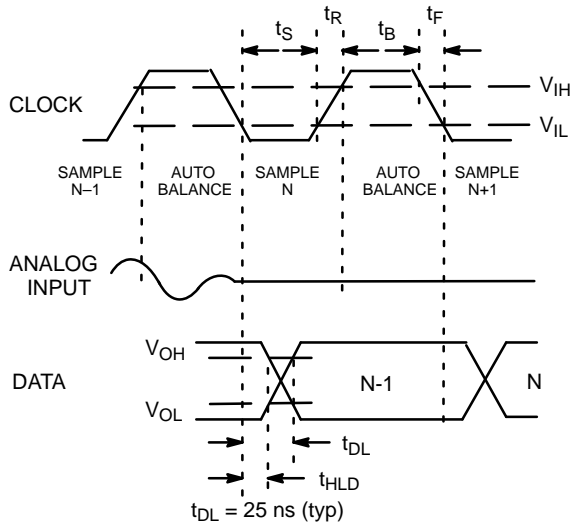 tS tR tB tF
VIH
CLOCK
VIL
SAMPLE N–1
AUTO BALANCE
SAMPLE N
AUTO BALANCE
SAMPLE N+1
ANALOG INPUT
VOH
DATA
N-1
N
VOL
tDL
tHLD
tDL = 25 ns (typ)